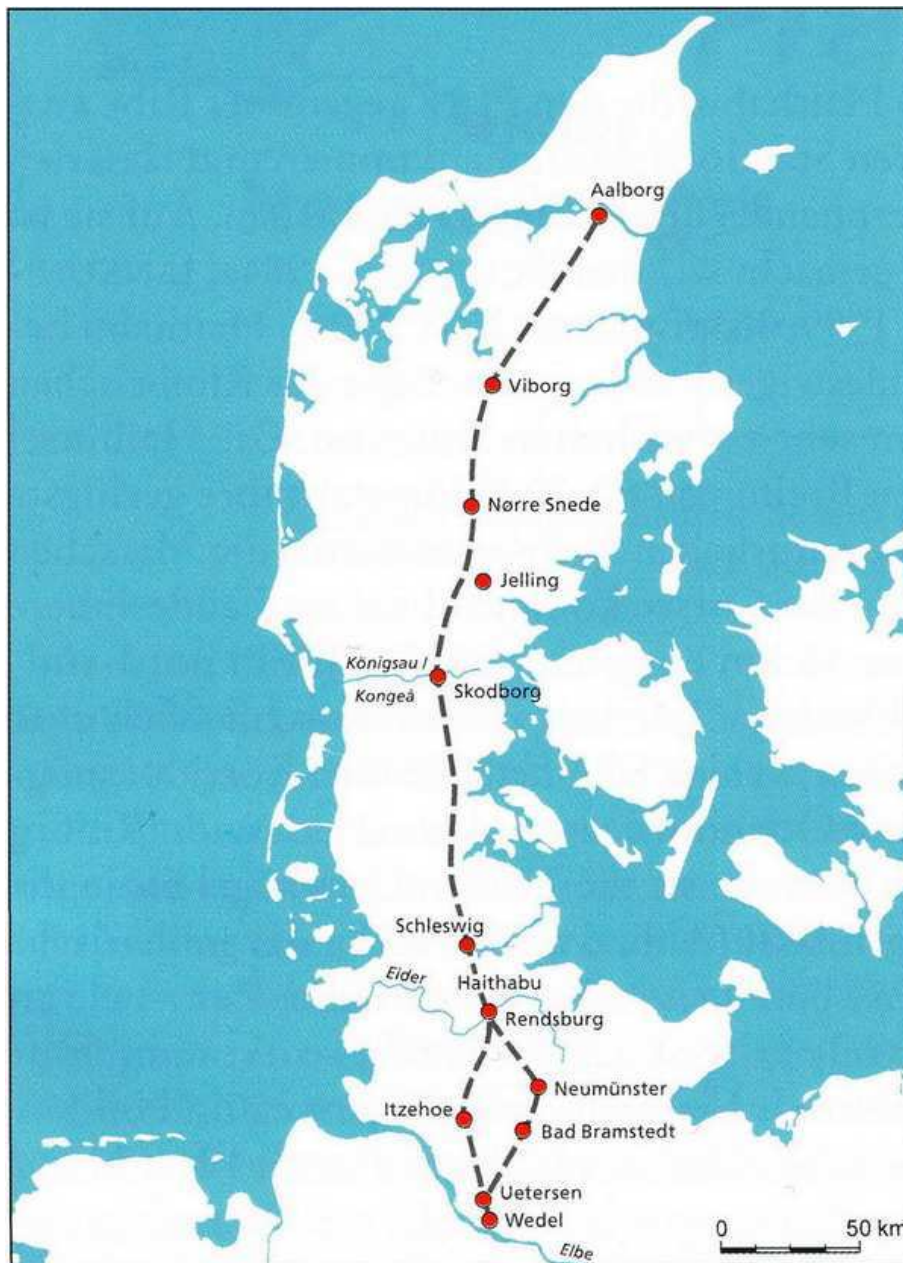 Aalborg
Viborg
Nørre Snede
Jelling
Königsau /
Kongeå
Skodborg
Schleswig
Eider
Haithabu
Rendsburg
Neumünster
Itzehoe
Bad Bramstedt
Uetersen
Wedel
Elbe
0 50 km